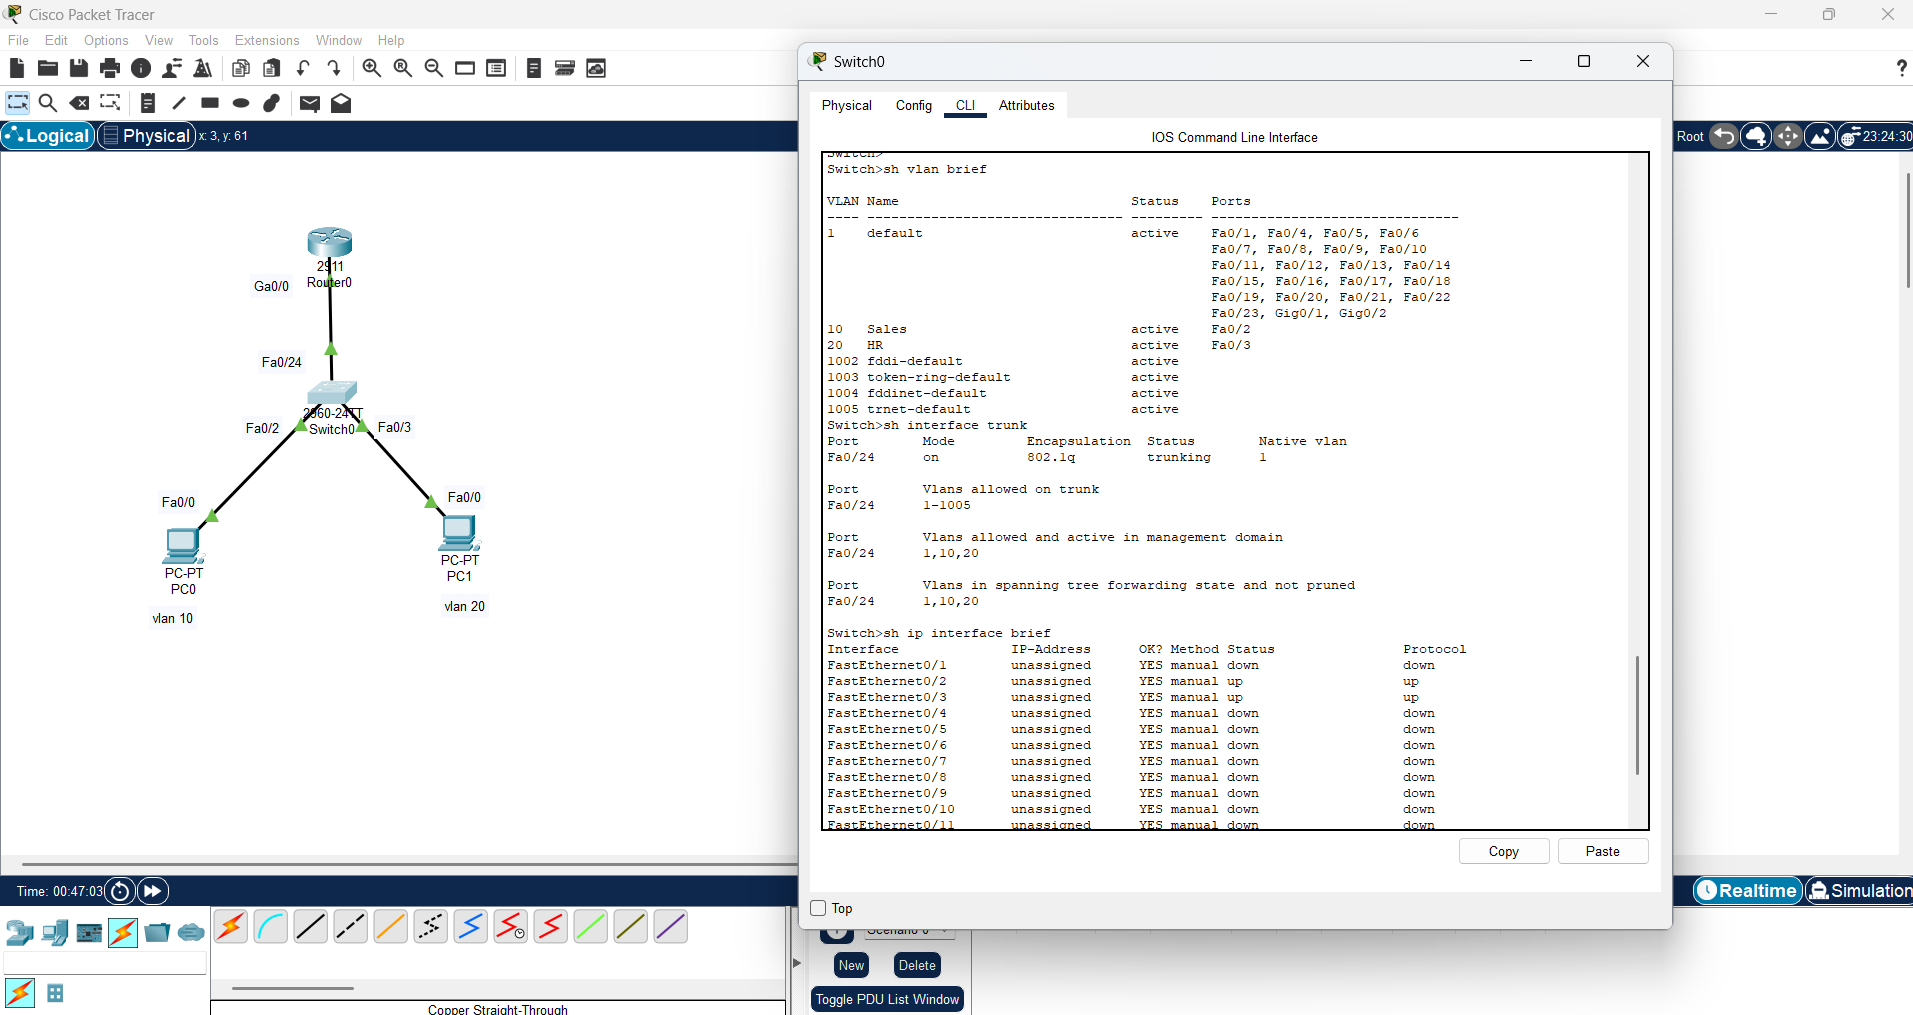 Cisco Packet Tracer
File Edit Options View Tools Extensions Window Help
Logical Physical x: 3, y: 61
Root 23:24:30
2911
Router0
Ga0/0
Fa0/24
2960-24TT
Switch0
Fa0/2
Fa0/3
Fa0/0
Fa0/0
PC-PT
PC0
vlan 10
PC-PT
PC1
vlan 20
Switch0
Physical Config CLI Attributes
IOS Command Line Interface
Switch>
Switch>sh vlan brief
VLAN Name Status Ports
---- -------------------------------- --------- -------------------------------
1 default active Fa0/1, Fa0/4, Fa0/5, Fa0/6
Fa0/7, Fa0/8, Fa0/9, Fa0/10
Fa0/11, Fa0/12, Fa0/13, Fa0/14
Fa0/15, Fa0/16, Fa0/17, Fa0/18
Fa0/19, Fa0/20, Fa0/21, Fa0/22
Fa0/23, Gig0/1, Gig0/2
10 Sales active Fa0/2
20 HR active Fa0/3
1002 fddi-default active
1003 token-ring-default active
1004 fddinet-default active
1005 trnet-default active
Switch>sh interface trunk
Port Mode Encapsulation Status Native vlan
Fa0/24 on 802.1q trunking 1
Port Vlans allowed on trunk
Fa0/24 1-1005
Port Vlans allowed and active in management domain
Fa0/24 1,10,20
Port Vlans in spanning tree forwarding state and not pruned
Fa0/24 1,10,20
Switch>sh ip interface brief
Interface IP-Address OK? Method Status Protocol
FastEthernet0/1 unassigned YES manual down down
FastEthernet0/2 unassigned YES manual up up
FastEthernet0/3 unassigned YES manual up up
FastEthernet0/4 unassigned YES manual down down
FastEthernet0/5 unassigned YES manual down down
FastEthernet0/6 unassigned YES manual down down
FastEthernet0/7 unassigned YES manual down down
FastEthernet0/8 unassigned YES manual down down
FastEthernet0/9 unassigned YES manual down down
FastEthernet0/10 unassigned YES manual down down
FastEthernet0/11 unassigned YES manual down down
Copy Paste
Top
Time: 00:47:03
Realtime Simulation
Scenario 0
New Delete
Toggle PDU List Window
Copper Straight-Through